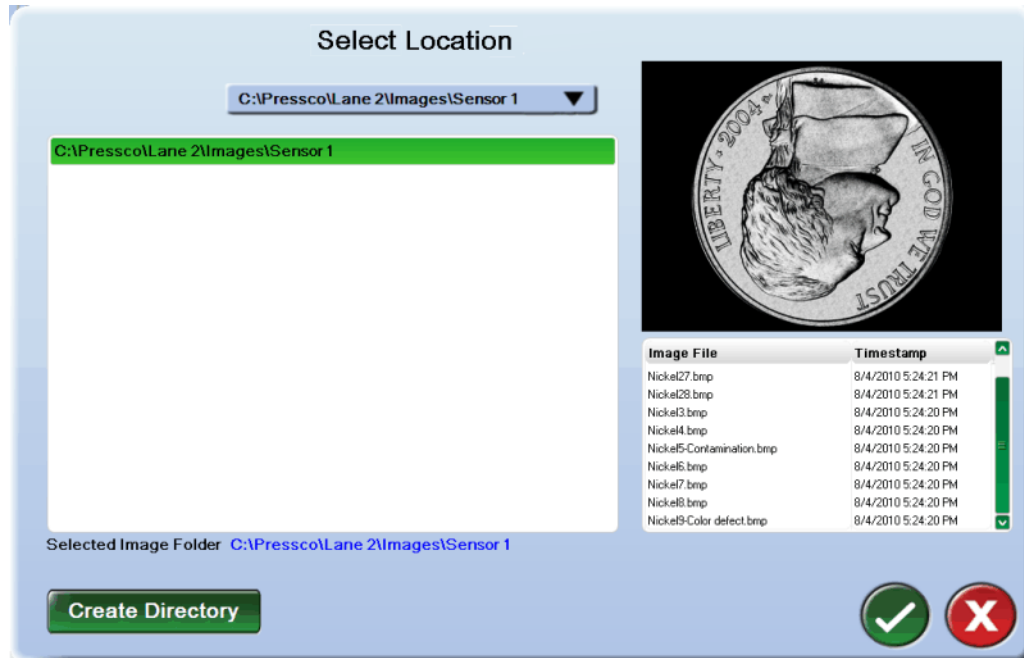 Select Location
C:\Pressco\Lane 2\Images\Sensor 1
C:\Pressco\Lane 2\Images\Sensor 1
LIBERTY • 2004
IN GOD WE TRUST
Image File Timestamp
Nickel27.bmp 8/4/2010 5:24:21 PM
Nickel28.bmp 8/4/2010 5:24:21 PM
Nickel3.bmp 8/4/2010 5:24:20 PM
Nickel4.bmp 8/4/2010 5:24:20 PM
Nickel5-Contamination.bmp 8/4/2010 5:24:20 PM
Nickel6.bmp 8/4/2010 5:24:20 PM
Nickel7.bmp 8/4/2010 5:24:20 PM
Nickel8.bmp 8/4/2010 5:24:20 PM
Nickel9-Color defect.bmp 8/4/2010 5:24:20 PM
Selected Image Folder C:\Pressco\Lane 2\Images\Sensor 1
Create Directory